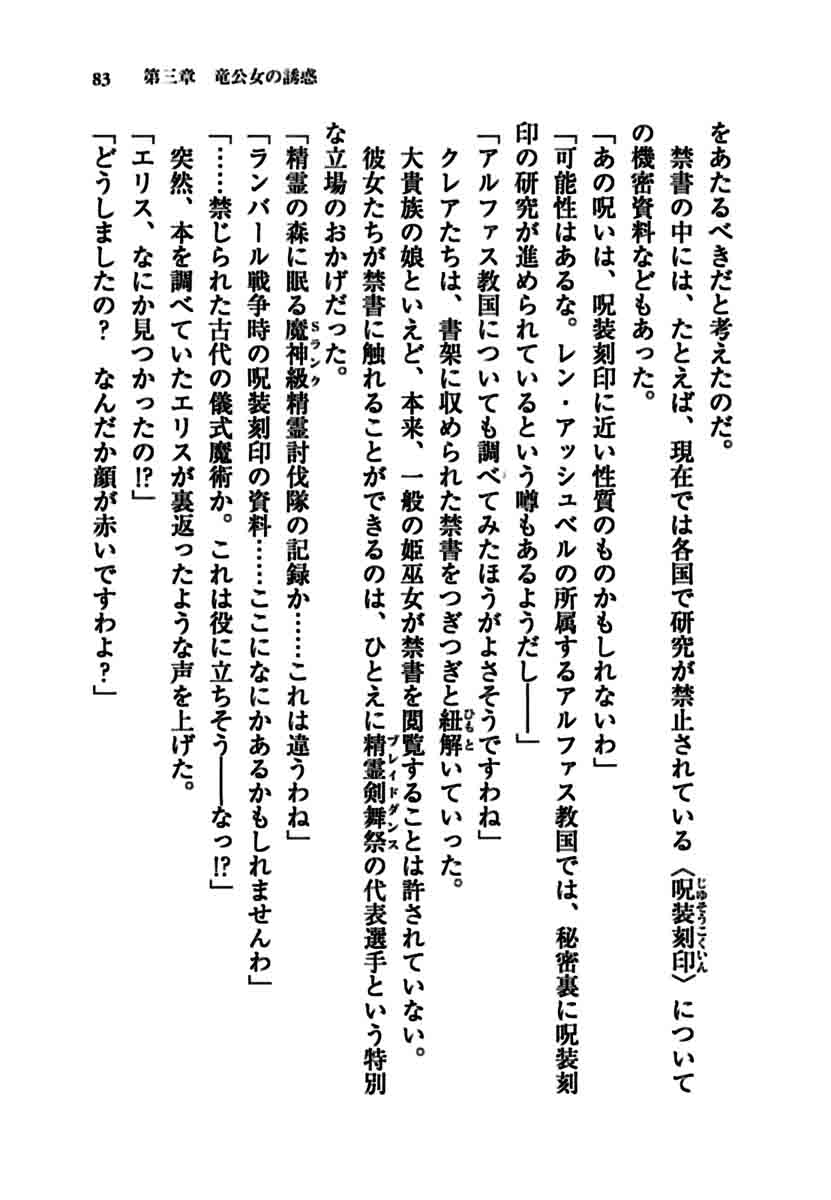 83　第三章　竜公女の誘惑
をあたるべきだと考えたのだ。
　禁書の中には、たとえば、現在では各国で研究が禁止されている〈呪装刻印〉について
じゅそうこくいん
の機密資料などもあった。
「あの呪いは、呪装刻印に近い性質のものかもしれないわ」
「可能性はあるな。レン・アッシュベルの所属するアルファス教国では、秘密裏に呪装刻
印の研究が進められているという噂もあるようだし――」
「アルファス教国についても調べてみたほうがよさそうですわね」
　クレアたちは、書架に収められた禁書をつぎつぎと紐解いていった。
ひもと
　大貴族の娘といえど、本来、一般の姫巫女が禁書を閲覧することは許されていない。
　彼女たちが禁書に触れることができるのは、ひとえに精霊剣舞祭の代表選手という特別
ブレイドダンス
な立場のおかげだった。
「精霊の森に眠る魔神級精霊討伐隊の記録か……これは違うわね」
Sランク
「ランバール戦争時の呪装刻印の資料……ここになにかあるかもしれませんわ」
「……禁じられた古代の儀式魔術か。これは役に立ちそう――なっ!?」
　突然、本を調べていたエリスが裏返ったような声を上げた。
「エリス、なにか見つかったの!?」
「どうしましたの？　なんだか顔が赤いですわよ？」